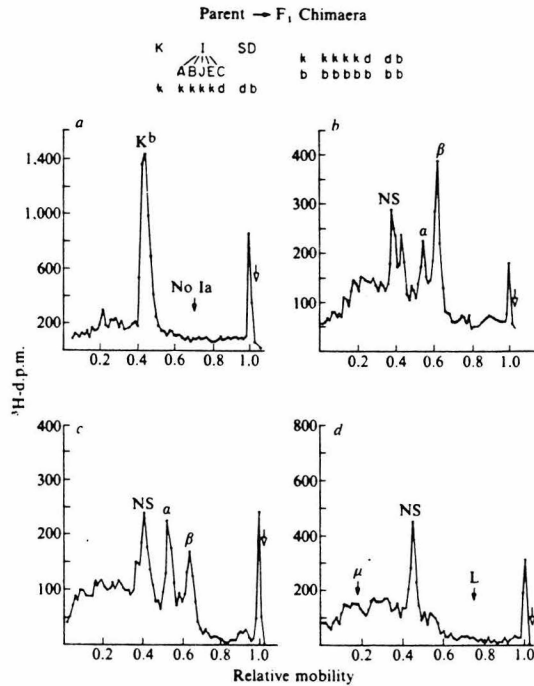 Parent → F₁ Chimaera
K I SD
ABJEC
k kkkkd db
k kkkkd db
b bbbbb bb
a
Kᵇ
1,400
1,000
600
200
No Ia
0.2 0.4 0.6 0.8 1.0
b
β
400
300
200
100
NS
α
0.2 0.4 0.6 0.8 1.0
³H-d.p.m.
c
400
300
200
100
NS α
β
0.2 0.4 0.6 0.8 1.0
d
800
600
400
200
NS
μ
L
0.2 0.4 0.6 0.8 1.0
Relative mobility